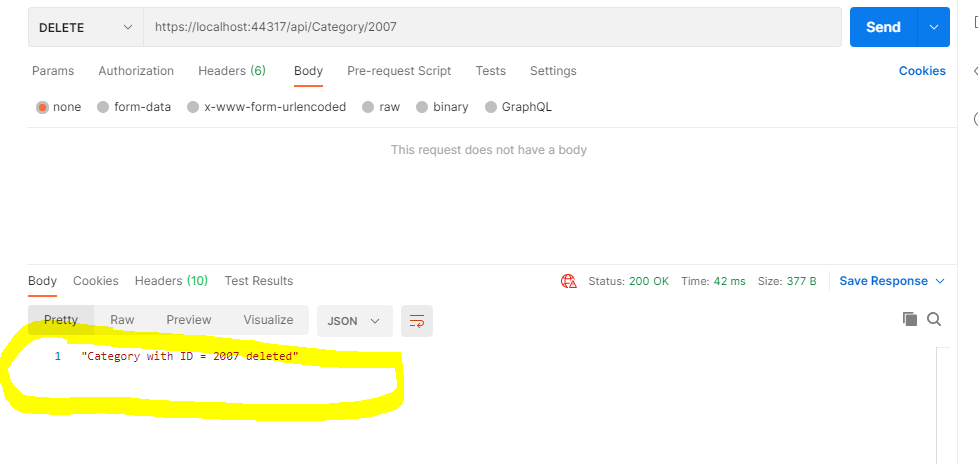 DELETE https://localhost:44317/api/Category/2007 Send
Params Authorization Headers (6) Body Pre-request Script Tests Settings Cookies
none form-data x-www-form-urlencoded raw binary GraphQL
This request does not have a body
Body Cookies Headers (10) Test Results Status: 200 OK Time: 42 ms Size: 377 B Save Response
Pretty Raw Preview Visualize JSON
1 "Category with ID = 2007 deleted"